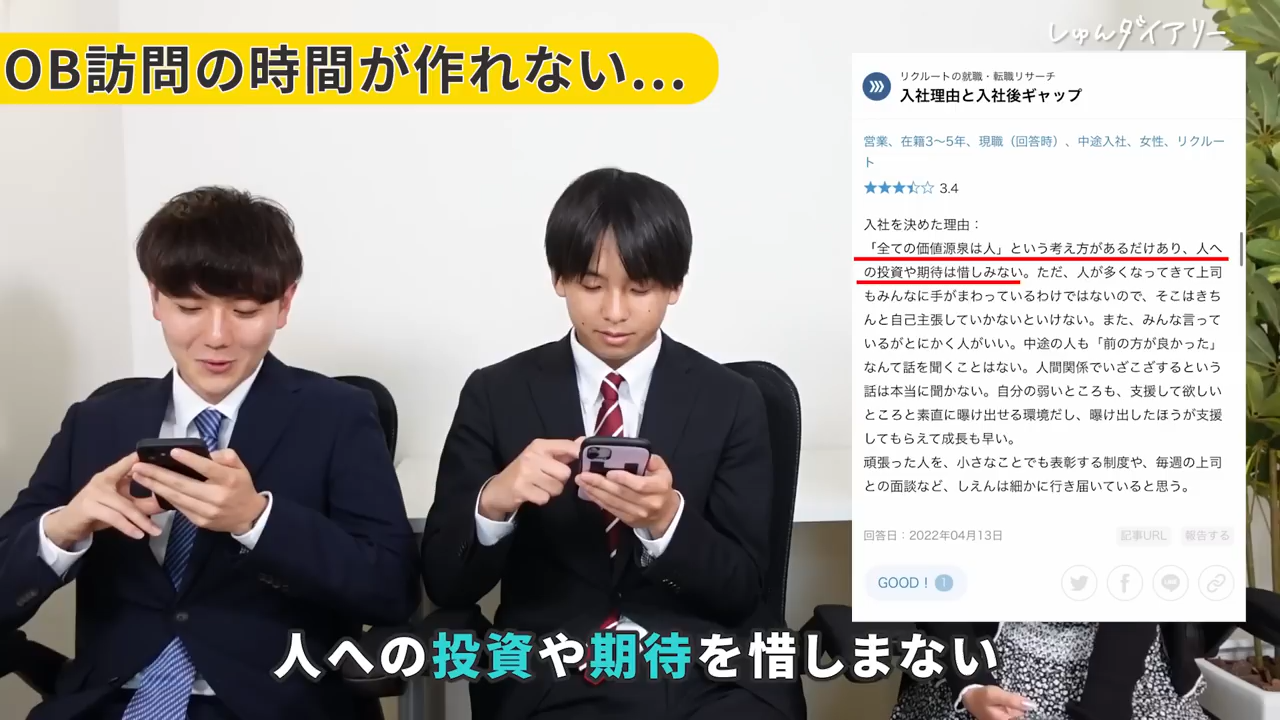 しゅんダイアリー
OB訪問の時間が作れない...
リクルートの就職・転職リサーチ
入社理由と入社後ギャップ
営業、在籍3〜5年、現職（回答時）、中途入社、女性、リクルー
ト
3.4
入社を決めた理由：
「全ての価値源泉は人」という考え方があるだけあり、人へ
の投資や期待は惜しみない。ただ、人が多くなってきて上司
もみんなに手がまわっているわけではないので、そこはきち
んと自己主張していかないといけない。また、みんな言って
いるがとにかく人がいい。中途の人も「前の方が良かった」
なんて話を聞くことはない。人間関係でいざこざするという
話は本当に聞かない。自分の弱いところも、支援して欲しい
ところと素直に曝け出せる環境だし、曝け出したほうが支援
してもらえて成長も早い。
頑張った人を、小さなことでも表彰する制度や、毎週の上司
との面談など、しえんは細かに行き届いていると思う。
回答日：2022年04月13日
記事URL
報告する
GOOD！ 1
人への投資や期待を惜しまない